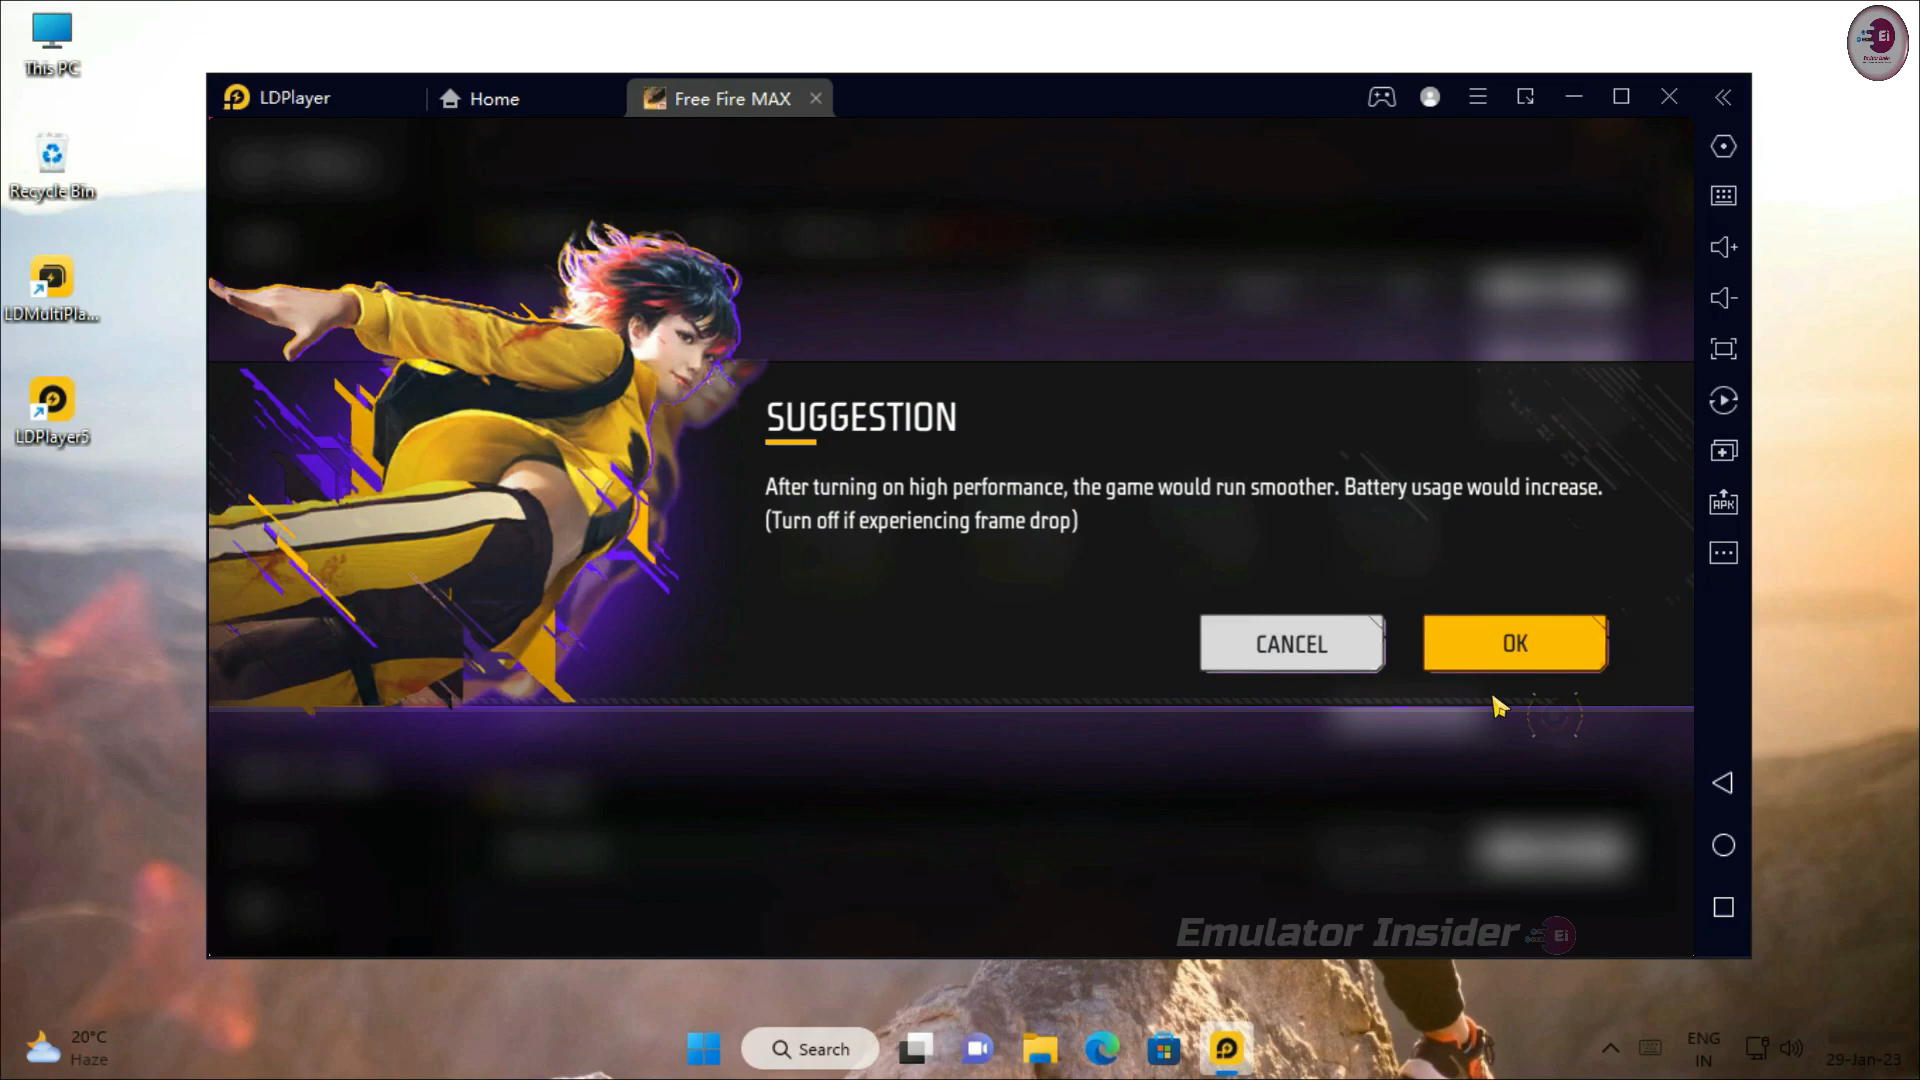 This PC
Recycle Bin
LDMultiPla...
LDPlayer5
LDPlayer
Home
Free Fire MAX
Ei
SUGGESTION
After turning on high performance, the game would run smoother. Battery usage would increase.
(Turn off if experiencing frame drop)
CANCEL
OK
APK
Emulator Insider
Ei
20°C
Haze
Search
ENG
IN
29-Jan-23